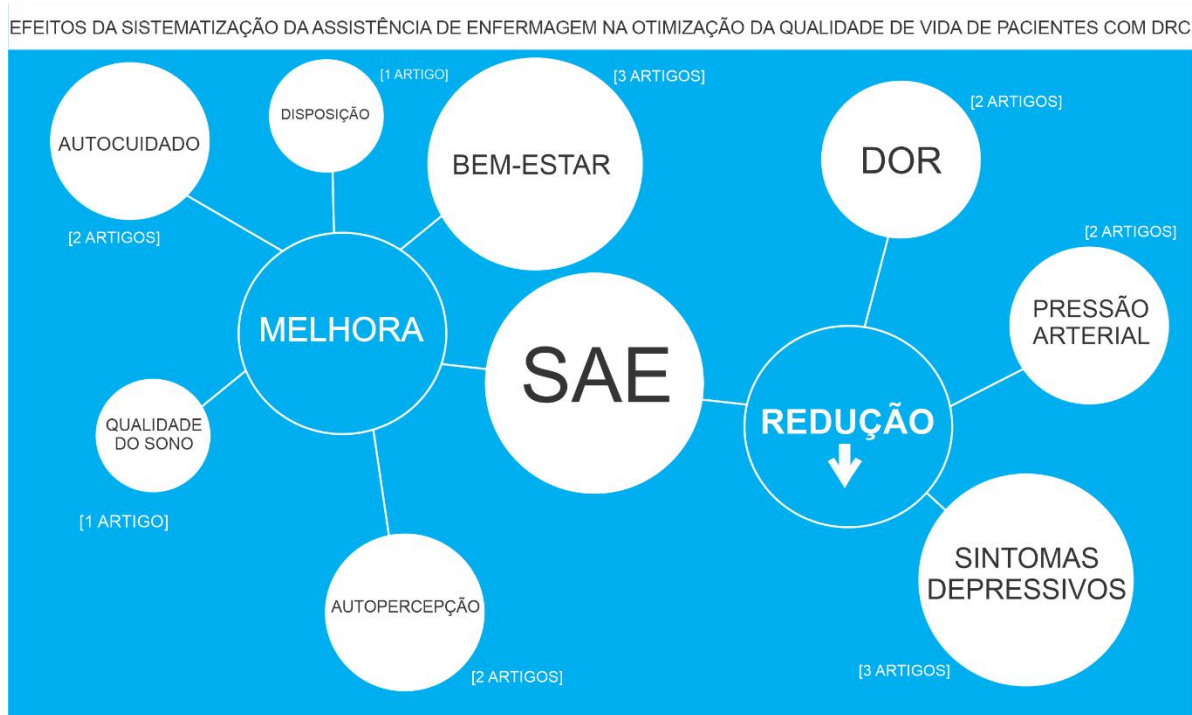 EFEITOS DA SISTEMATIZAÇÃO DA ASSISTÊNCIA DE ENFERMAGEM NA OTIMIZAÇÃO DA QUALIDADE DE VIDA DE PACIENTES COM DRC
AUTOCUIDADO
[2 ARTIGOS]
DISPOSIÇÃO
[1 ARTIGO]
BEM-ESTAR
[3 ARTIGOS]
MELHORA
QUALIDADE
DO SONO
[1 ARTIGO]
AUTOPERCEPÇÃO
[2 ARTIGOS]
SAE
REDUÇÃO
DOR
[2 ARTIGOS]
PRESSÃO
ARTERIAL
[2 ARTIGOS]
SINTOMAS
DEPRESSIVOS
[3 ARTIGOS]